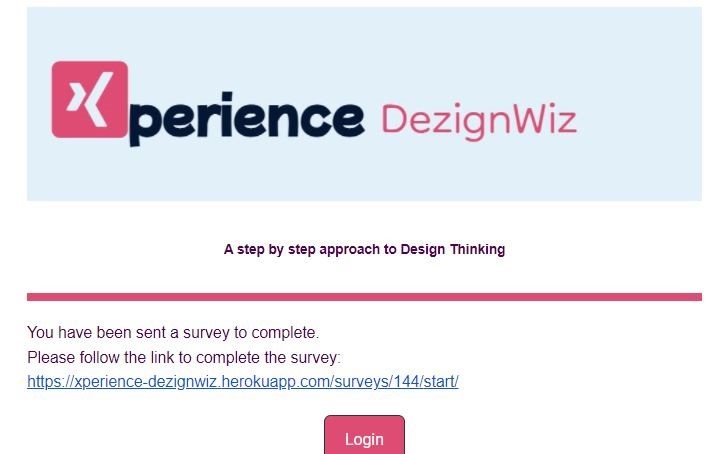 Xperience DezignWiz
A step by step approach to Design Thinking
You have been sent a survey to complete.
Please follow the link to complete the survey:
https://xperience-dezignwiz.herokuapp.com/surveys/144/start/
Login